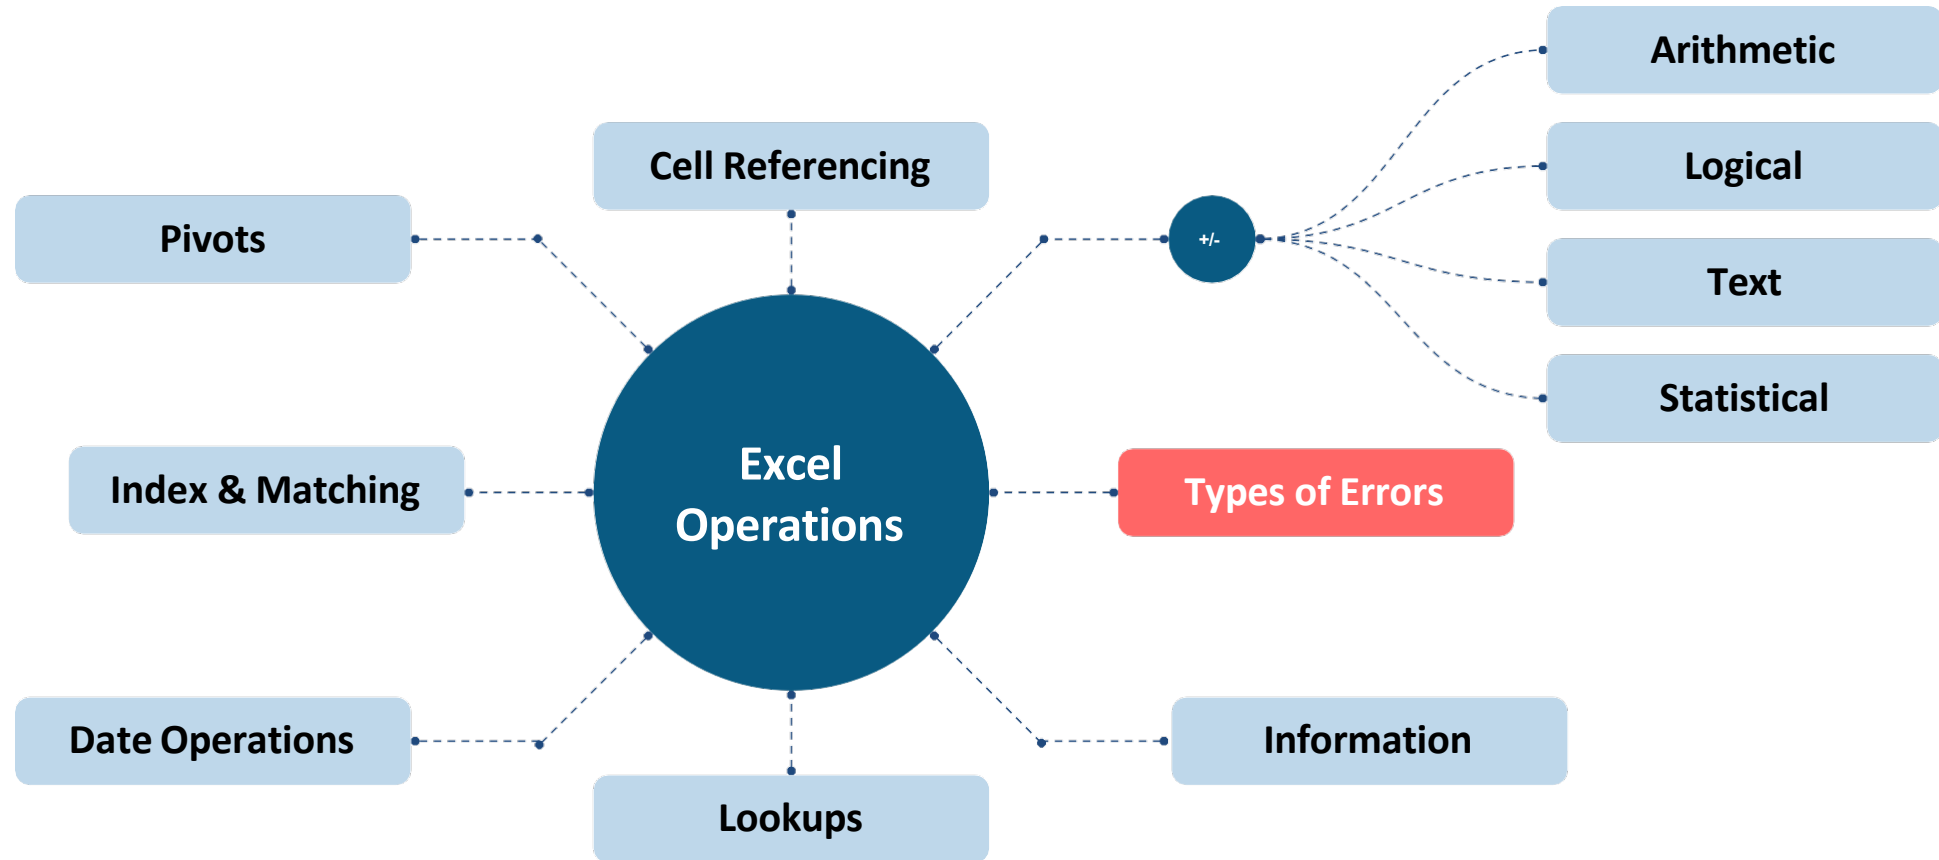 Arithmetic
Cell Referencing
Logical
Pivots
+/-
Text
Statistical
Excel
Operations
Index & Matching
Types of Errors
Date Operations
Information
Lookups